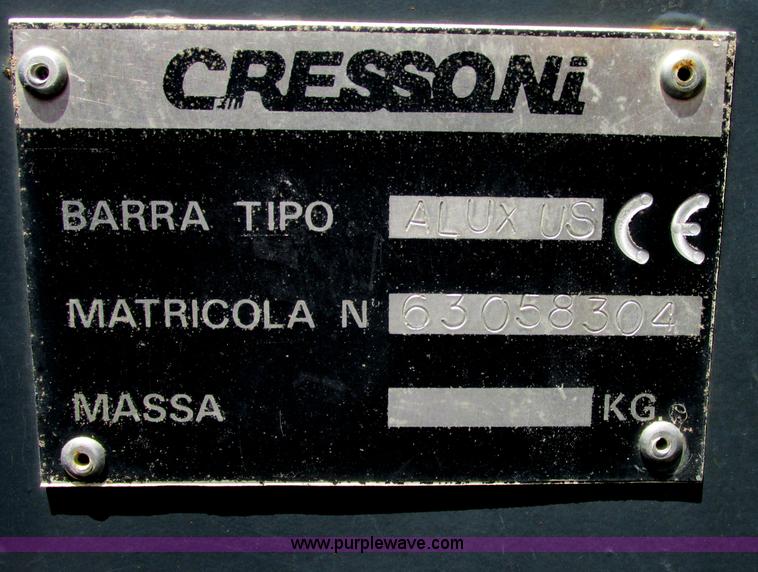 CRESSONi
BARRA TIPO ALUX US CE
MATRICOLA N 63058304
MASSA KG
www.purplewave.com